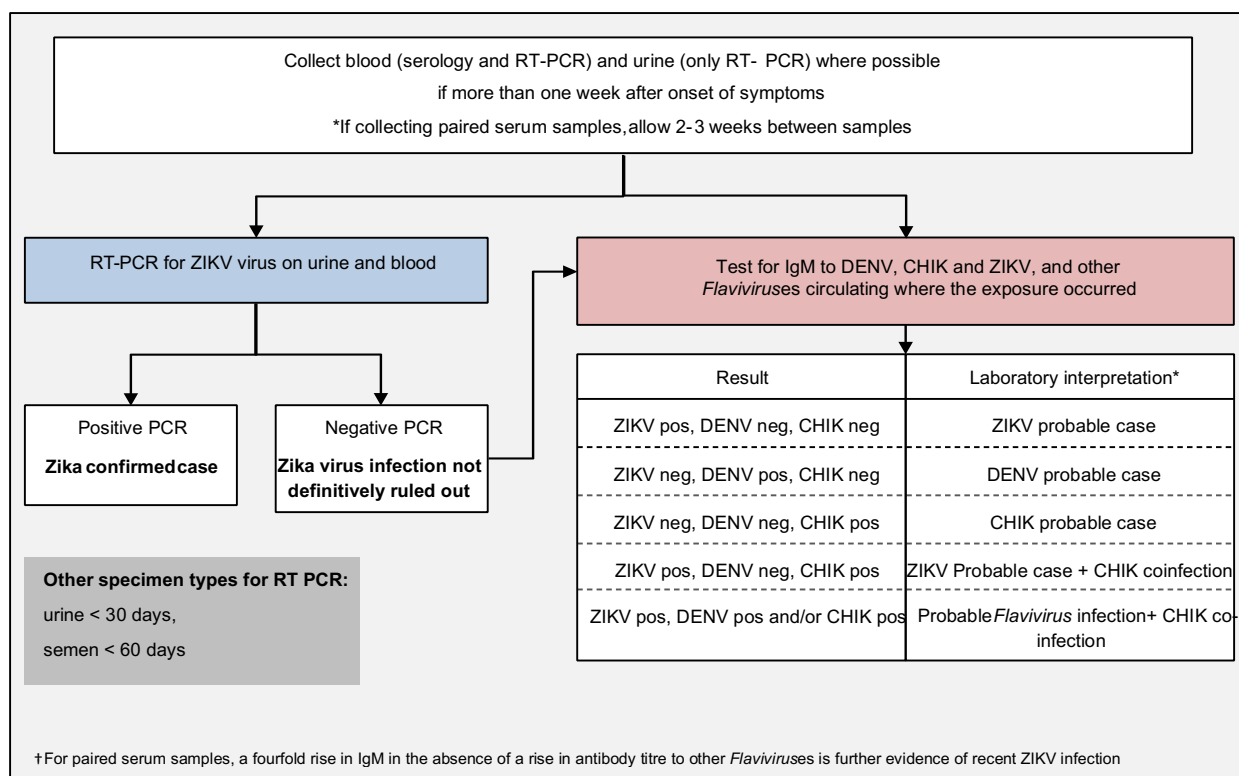 Collect blood (serology and RT-PCR) and urine (only RT- PCR) where possible
if more than one week after onset of symptoms
*If collecting paired serum samples,allow 2-3 weeks between samples
RT-PCR for ZIKV virus on urine and blood
Test for IgM to DENV, CHIK and ZIKV, and other
Flaviviruses circulating where the exposure occurred
Positive PCR
Zika confirmed case
Negative PCR
Zika virus infection not
definitively ruled out
Result
Laboratory interpretation*
ZIKV pos, DENV neg, CHIK neg
ZIKV probable case
ZIKV neg, DENV pos, CHIK neg
DENV probable case
ZIKV neg, DENV neg, CHIK pos
CHIK probable case
ZIKV pos, DENV neg, CHIK pos
ZIKV Probable case + CHIK coinfection
ZIKV pos, DENV pos and/or CHIK pos
Probable Flavivirus infection+ CHIK co-
infection
Other specimen types for RT PCR:
urine < 30 days,
semen < 60 days
†For paired serum samples, a fourfold rise in IgM in the absence of a rise in antibody titre to other Flaviviruses is further evidence of recent ZIKV infection